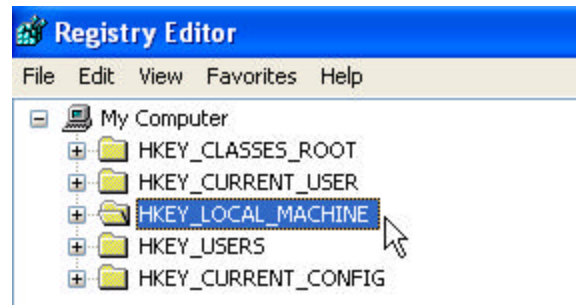 Registry Editor
File Edit View Favorites Help
My Computer
HKEY_CLASSES_ROOT
HKEY_CURRENT_USER
HKEY_LOCAL_MACHINE
HKEY_USERS
HKEY_CURRENT_CONFIG